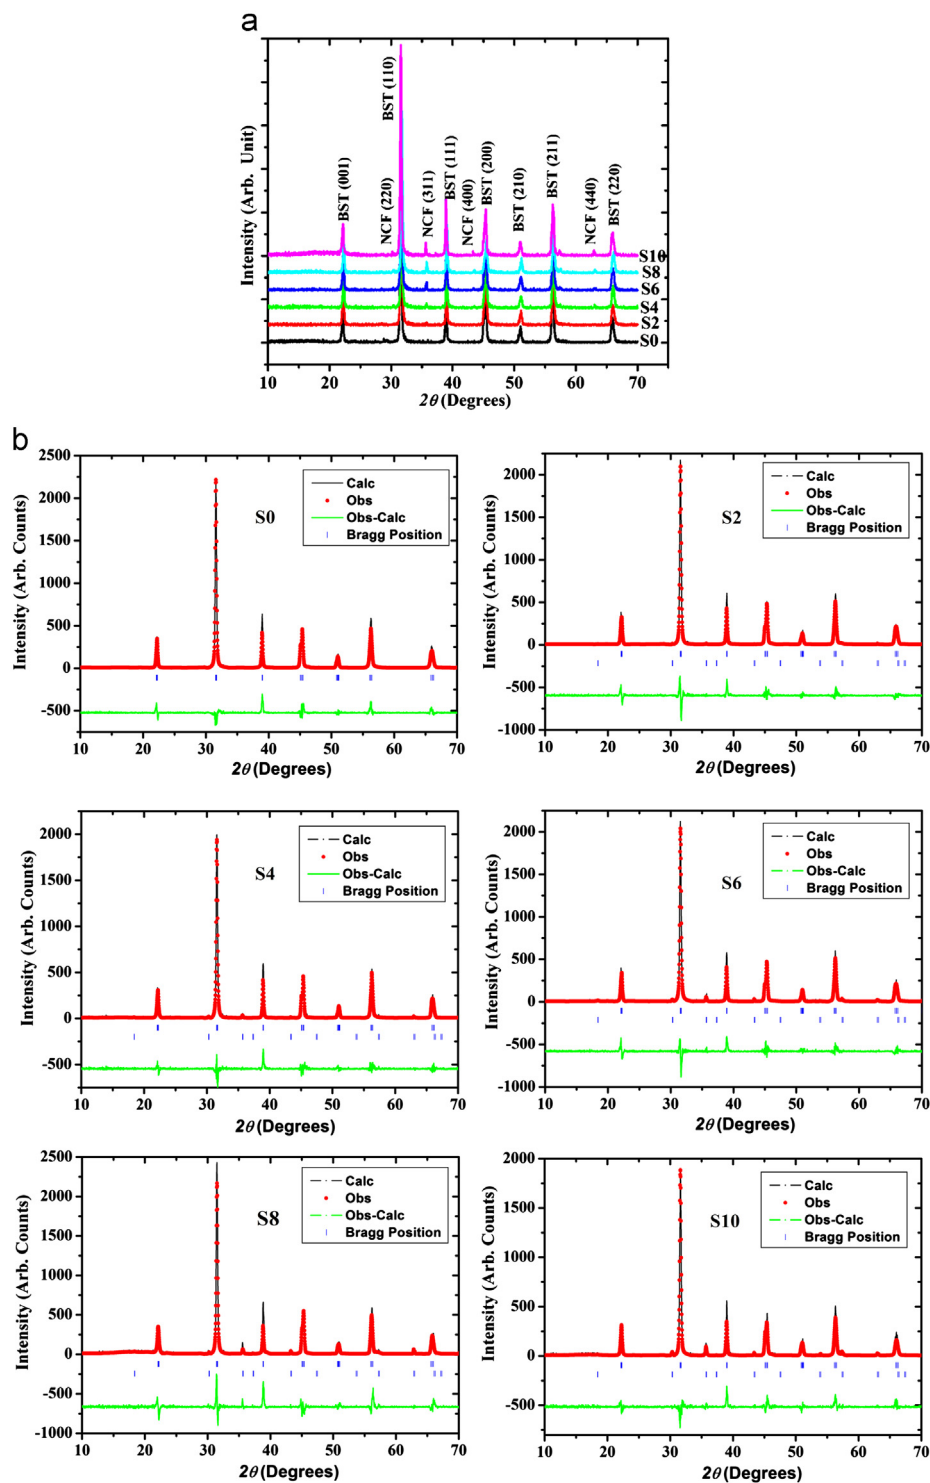 a
Intensity (Arb. Unit)
BST (001)
NCF (220)
BST (110)
NCF (311)
BST (111)
NCF (400)
BST (200)
BST (210)
BST (211)
NCF (440)
BST (220)
S10
S8
S6
S4
S2
S0
10 20 30 40 50 60 70
2θ (Degrees)
b
Intensity (Arb. Counts)
2500
2000
1500
1000
500
0
-500
S0
Calc
Obs
Obs-Calc
Bragg Position
10 20 30 40 50 60 70
2θ (Degrees)
Intensity (Arb. Counts)
2000
1500
1000
500
0
-500
-1000
S2
Calc
Obs
Obs-Calc
Bragg Position
10 20 30 40 50 60 70
2θ (Degrees)
Intensity (Arb. Counts)
2000
1500
1000
500
0
-500
S4
Calc
Obs
Obs-Calc
Bragg Position
10 20 30 40 50 60 70
2θ (Degrees)
Intensity (Arb. Counts)
2000
1500
1000
500
0
-500
-1000
S6
Calc
Obs
Obs-Calc
Bragg Position
10 20 30 40 50 60 70
2θ (Degrees)
Intensity (Arb. Counts)
2500
2000
1500
1000
500
0
-500
-1000
S8
Calc
Obs
Obs-Calc
Bragg Position
10 20 30 40 50 60 70
2θ (Degrees)
Intensity (Arb. Counts)
2000
1500
1000
500
0
-500
S10
Calc
Obs
Obs-Calc
Bragg Position
10 20 30 40 50 60 70
2θ (Degrees)